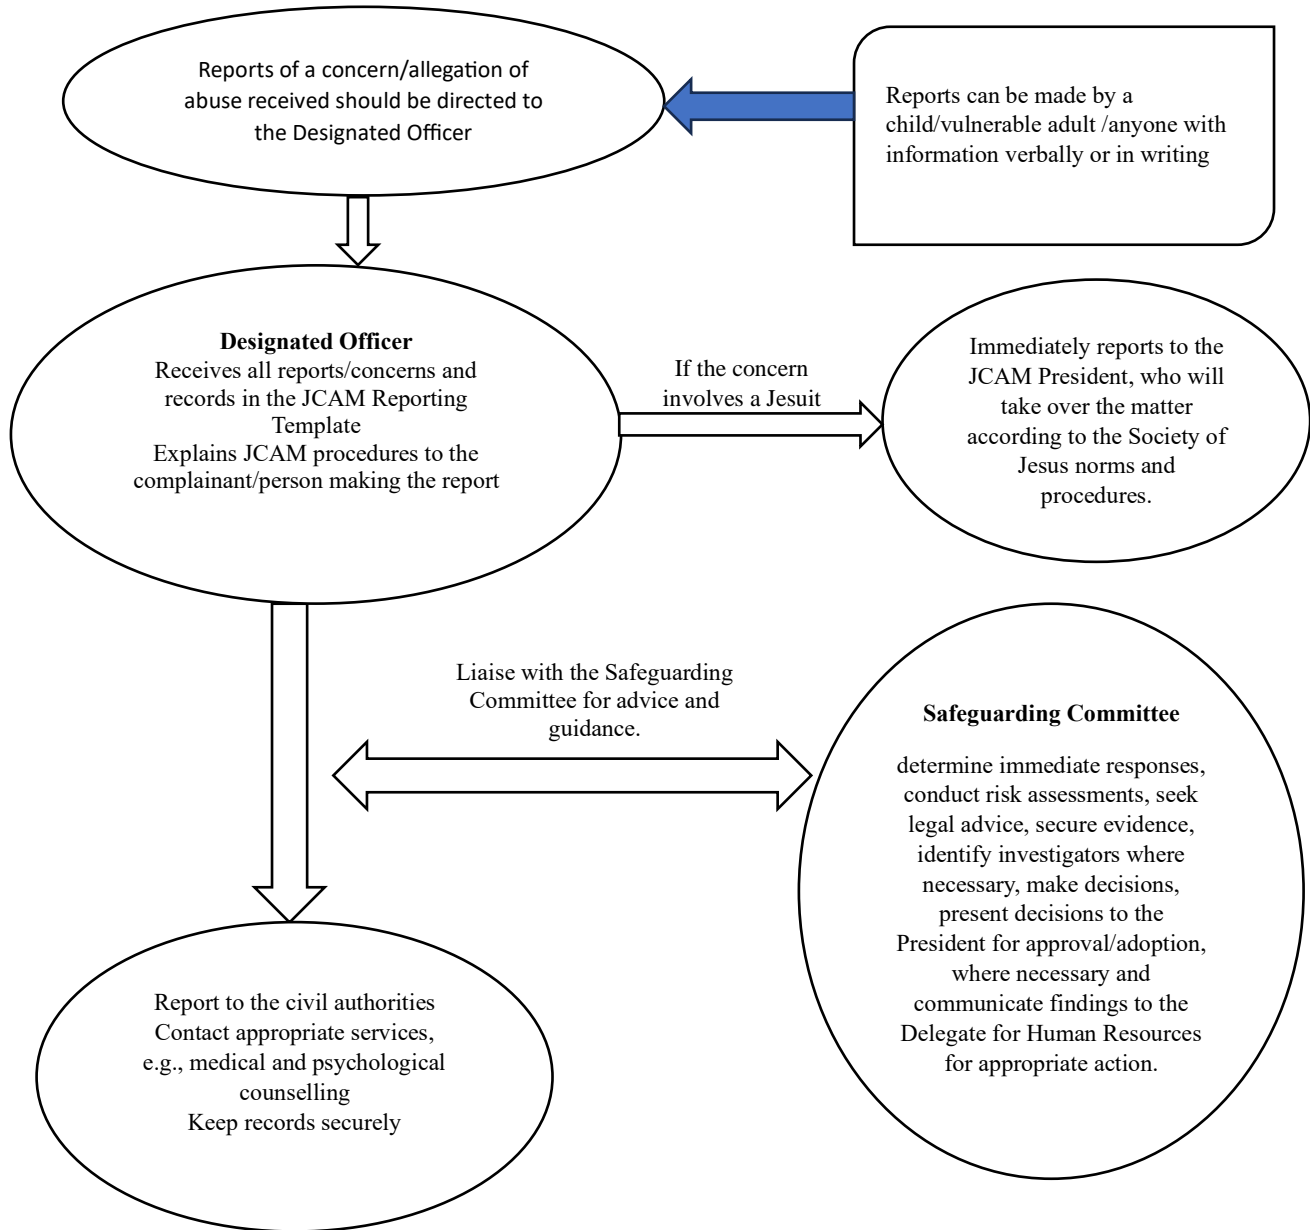 Reports of a concern/allegation of
abuse received should be directed to
the Designated Officer
Reports can be made by a
child/vulnerable adult /anyone with
information verbally or in writing
Designated Officer
Receives all reports/concerns and
records in the JCAM Reporting
Template
Explains JCAM procedures to the
complainant/person making the report
If the concern
involves a Jesuit
Immediately reports to the
JCAM President, who will
take over the matter
according to the Society of
Jesus norms and
procedures.
Liaise with the Safeguarding
Committee for advice and
guidance.
Safeguarding Committee
determine immediate responses,
conduct risk assessments, seek
legal advice, secure evidence,
identify investigators where
necessary, make decisions,
present decisions to the
President for approval/adoption,
where necessary and
communicate findings to the
Delegate for Human Resources
for appropriate action.
Report to the civil authorities
Contact appropriate services,
e.g., medical and psychological
counselling
Keep records securely